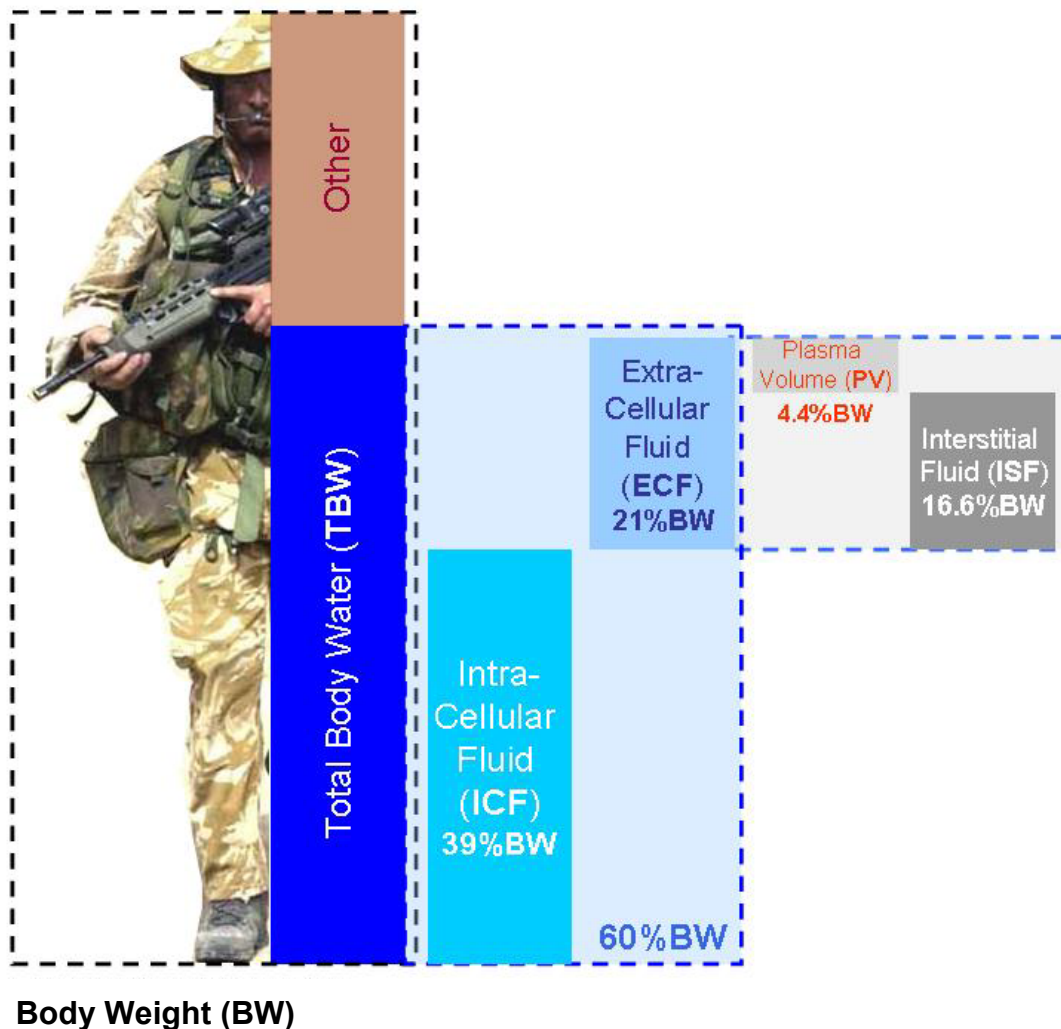 Other
Total Body Water (TBW)
Intra-
Cellular
Fluid
(ICF)
39%BW
Extra-
Cellular
Fluid
(ECF)
21%BW
60%BW
Plasma
Volume (PV)
4.4%BW
Interstitial
Fluid (ISF)
16.6%BW
Body Weight (BW)